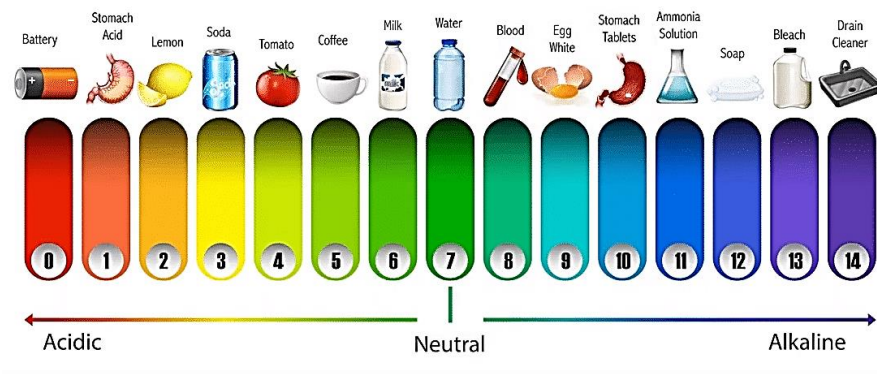 Battery
Stomach
Acid
Lemon
Soda
Tomato
Coffee
Milk
Water
Blood
Egg
White
Stomach
Tablets
Ammonia
Solution
Soap
Bleach
Drain
Cleaner
0 1 2 3 4 5 6 7 8 9 10 11 12 13 14
Acidic
Neutral
Alkaline